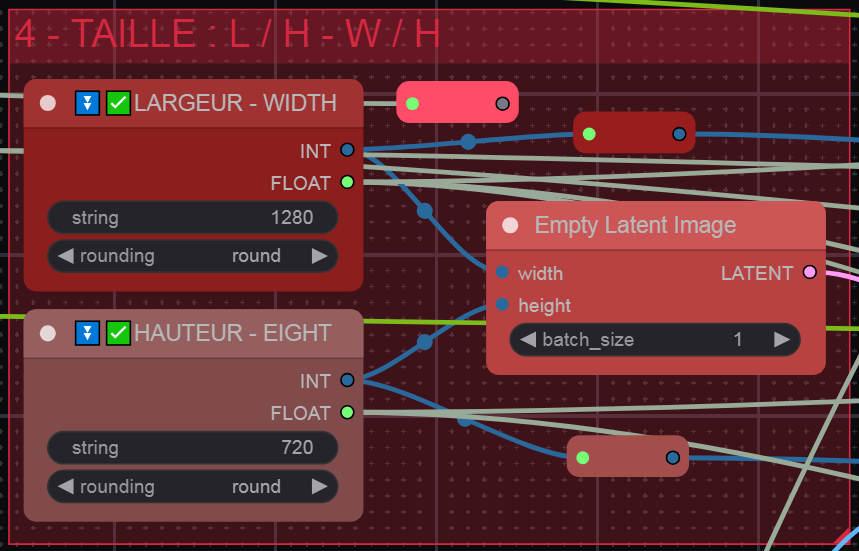 4 - TAILLE : L / H - W / H
⏬ ✅ LARGEUR - WIDTH
INT
FLOAT
string 1280
◀ rounding round ▶
Empty Latent Image
width LATENT
height
◀ batch_size 1 ▶
⏬ ✅ HAUTEUR - EIGHT
INT
FLOAT
string 720
◀ rounding round ▶